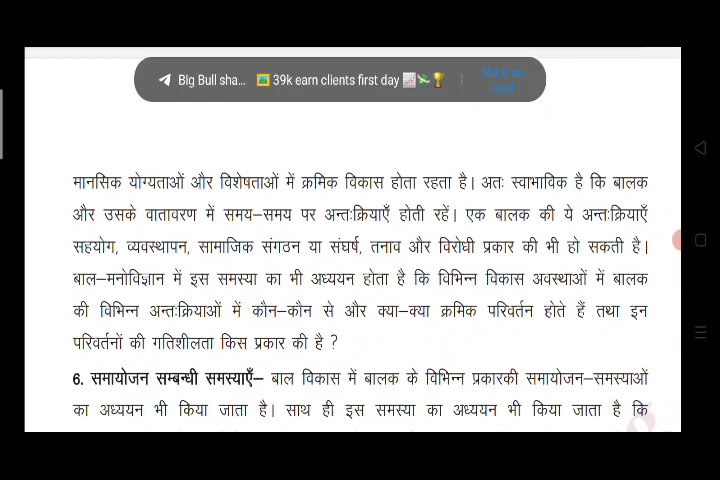 Big Bull sha... 🖼️ 39k earn clients first day 📈💸🏆 | Mark as read
मानसिक योग्यताओं और विशेषताओं में क्रमिक विकास होता रहता है। अतः स्वाभाविक है कि बालक
और उसके वातावरण में समय–समय पर अन्तःक्रियाएँ होती रहें। एक बालक की ये अन्तःक्रियाएँ
सहयोग, व्यवस्थापन, सामाजिक संगठन या संघर्ष, तनाव और विरोधी प्रकार की भी हो सकती है।
बाल–मनोविज्ञान में इस समस्या का भी अध्ययन होता है कि विभिन्न विकास अवस्थाओं में बालक
की विभिन्न अन्तःक्रियाओं में कौन–कौन से और क्या–क्या क्रमिक परिवर्तन होते हैं तथा इन
परिवर्तनों की गतिशीलता किस प्रकार की है ?
6. समायोजन सम्बन्धी समस्याएँ– बाल विकास में बालक के विभिन्न प्रकारकी समायोजन–समस्याओं
का अध्ययन भी किया जाता है। साथ ही इस समस्या का अध्ययन भी किया जाता है कि